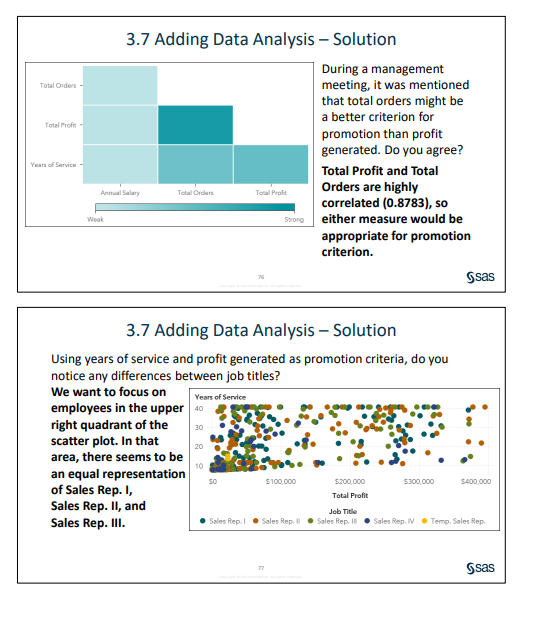 3.7 Adding Data Analysis – Solution
During a management
meeting, it was mentioned
that total orders might be
a better criterion for
promotion than profit
generated. Do you agree?
Total Profit and Total
Orders are highly
correlated (0.8783), so
either measure would be
appropriate for promotion
criterion.
Total Orders
Total Profit
Years of Service
Annual Salary Total Orders Total Profit
Weak Strong
76
sas
3.7 Adding Data Analysis – Solution
Using years of service and profit generated as promotion criteria, do you
notice any differences between job titles?
We want to focus on
employees in the upper
right quadrant of the
scatter plot. In that
area, there seems to be
an equal representation
of Sales Rep. I,
Sales Rep. II, and
Sales Rep. III.
Years of Service
40
30
20
10
$0 $100,000 $200,000 $300,000 $400,000
Total Profit
Job Title
Sales Rep. I Sales Rep. II Sales Rep. III Sales Rep. IV Temp. Sales Rep.
77
sas